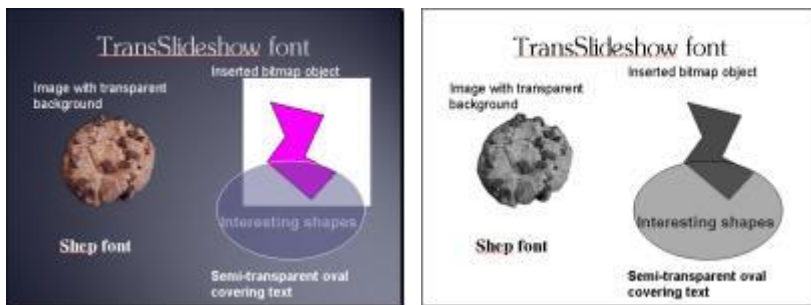 TransSlideshow font
Inserted bitmap object
Image with transparent
background
Interesting shapes
Shep font
Semi-transparent oval
covering text
TransSlideshow font
Inserted bitmap object
Image with transparent
background
Interesting shapes
Shep font
Semi-transparent oval
covering text